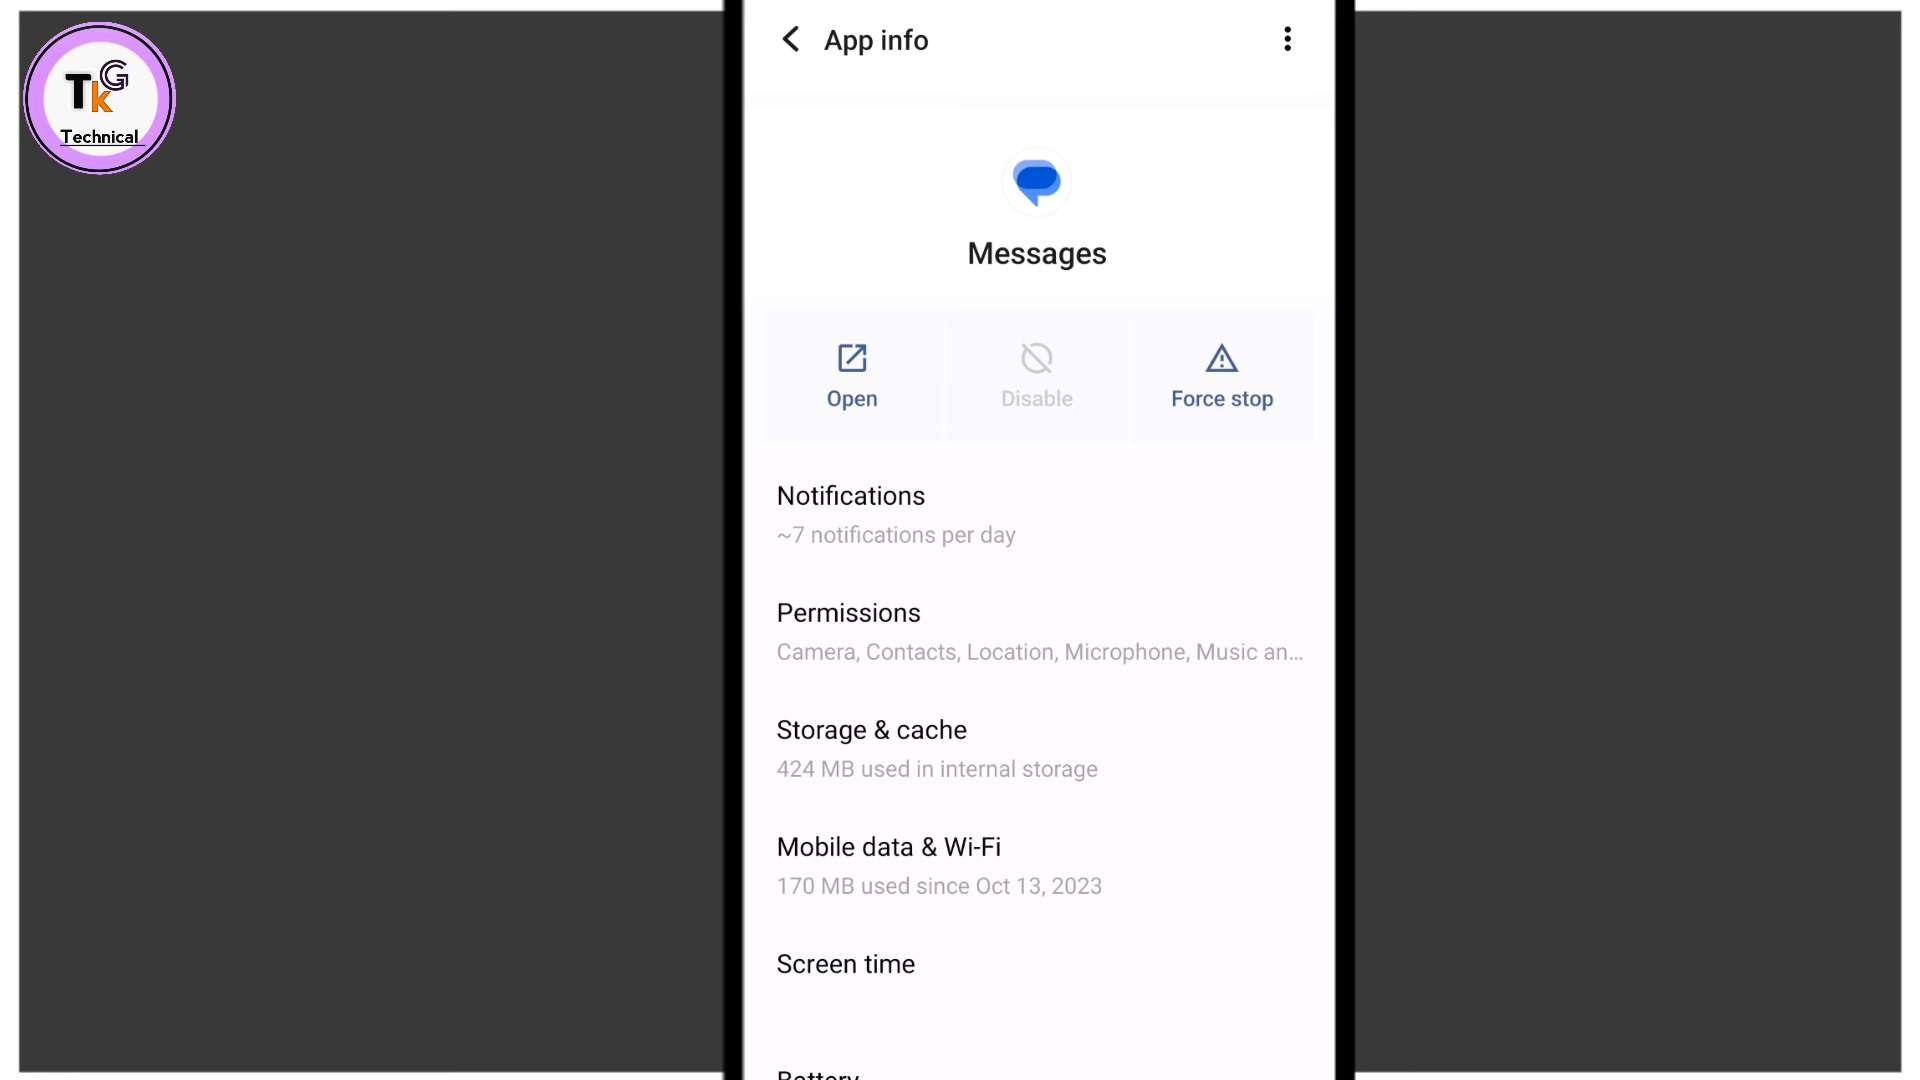 TkG
Technical
App info
Messages
Open
Disable
Force stop
Notifications
~7 notifications per day
Permissions
Camera, Contacts, Location, Microphone, Music an...
Storage & cache
424 MB used in internal storage
Mobile data & Wi-Fi
170 MB used since Oct 13, 2023
Screen time
Battery